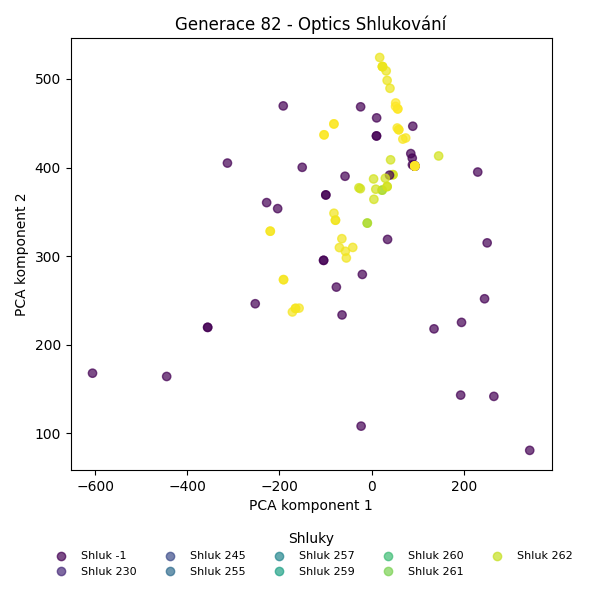 Generace 82 - Optics Shlukování
500
400
300
200
100
PCA komponent 2
−600
−400
−200
0
200
PCA komponent 1
Shluky
Shluk -1
Shluk 245
Shluk 257
Shluk 260
Shluk 262
Shluk 230
Shluk 255
Shluk 259
Shluk 261